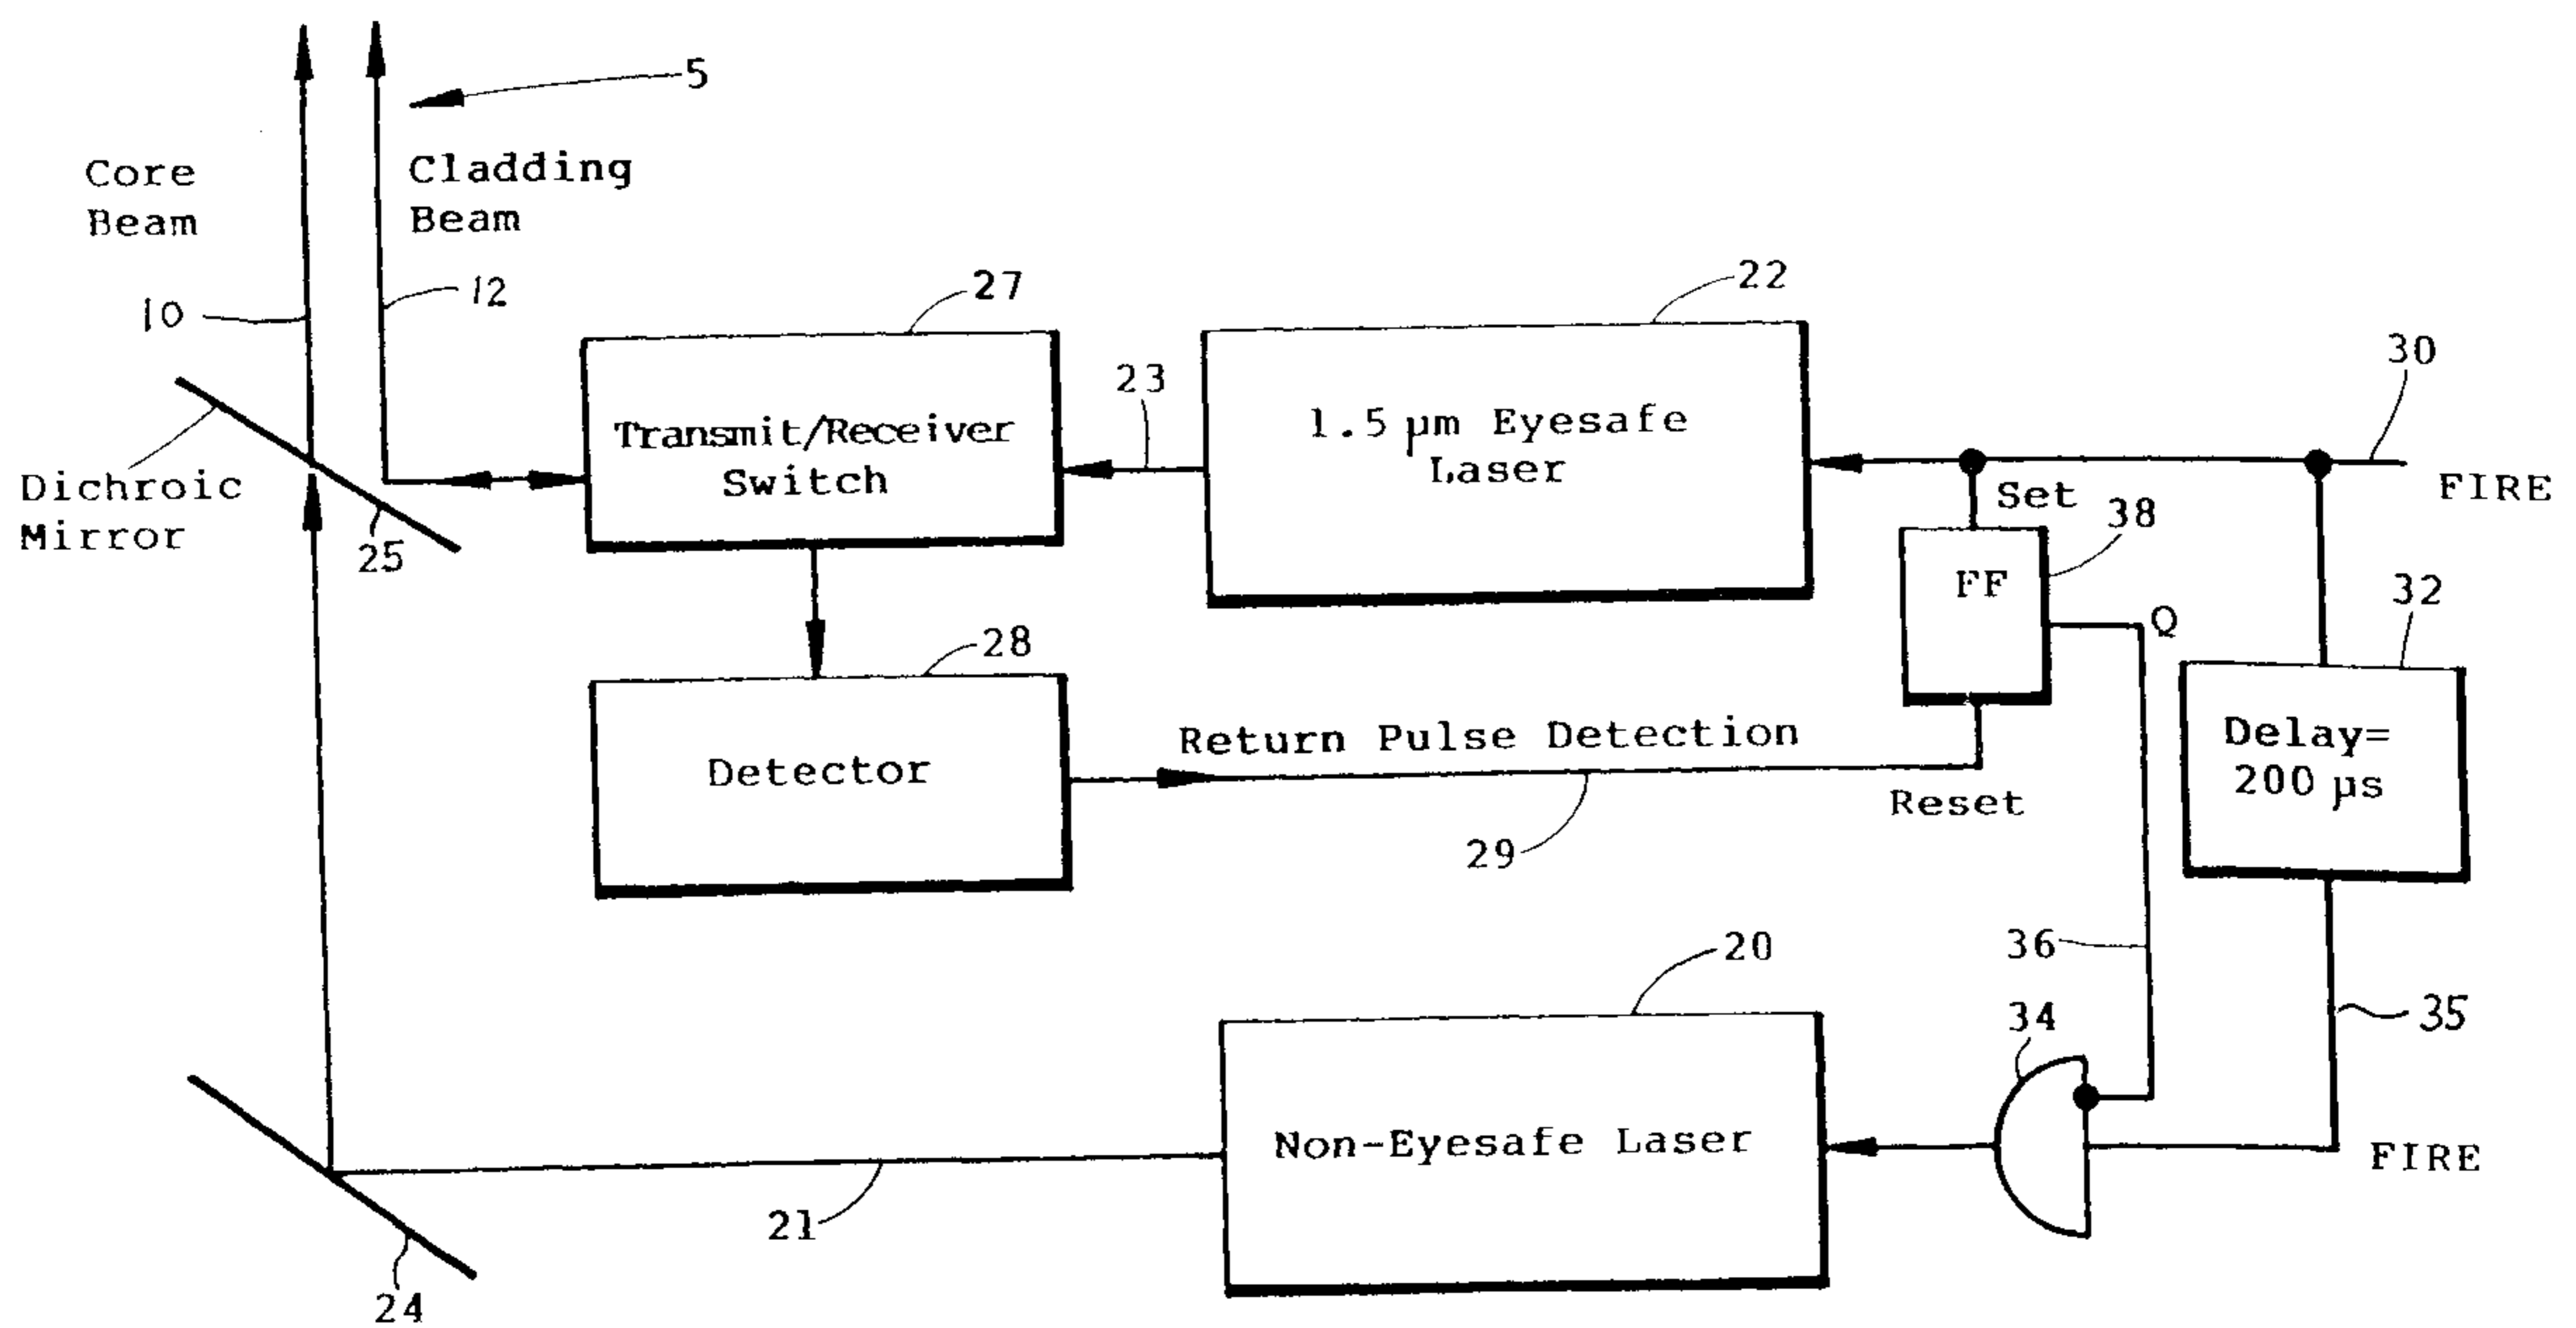 5
Core
Beam
Cladding
Beam
10
12
27
22
23
30
Transmit/Receiver
Switch
1.5 µm Eyesafe
Laser
FIRE
Dichroic
Mirror
25
Set
38
FF
Q
32
28
Detector
Return Pulse Detection
Reset
29
Delay=
200 µs
20
36
34
35
Non-Eyesafe Laser
FIRE
21
24